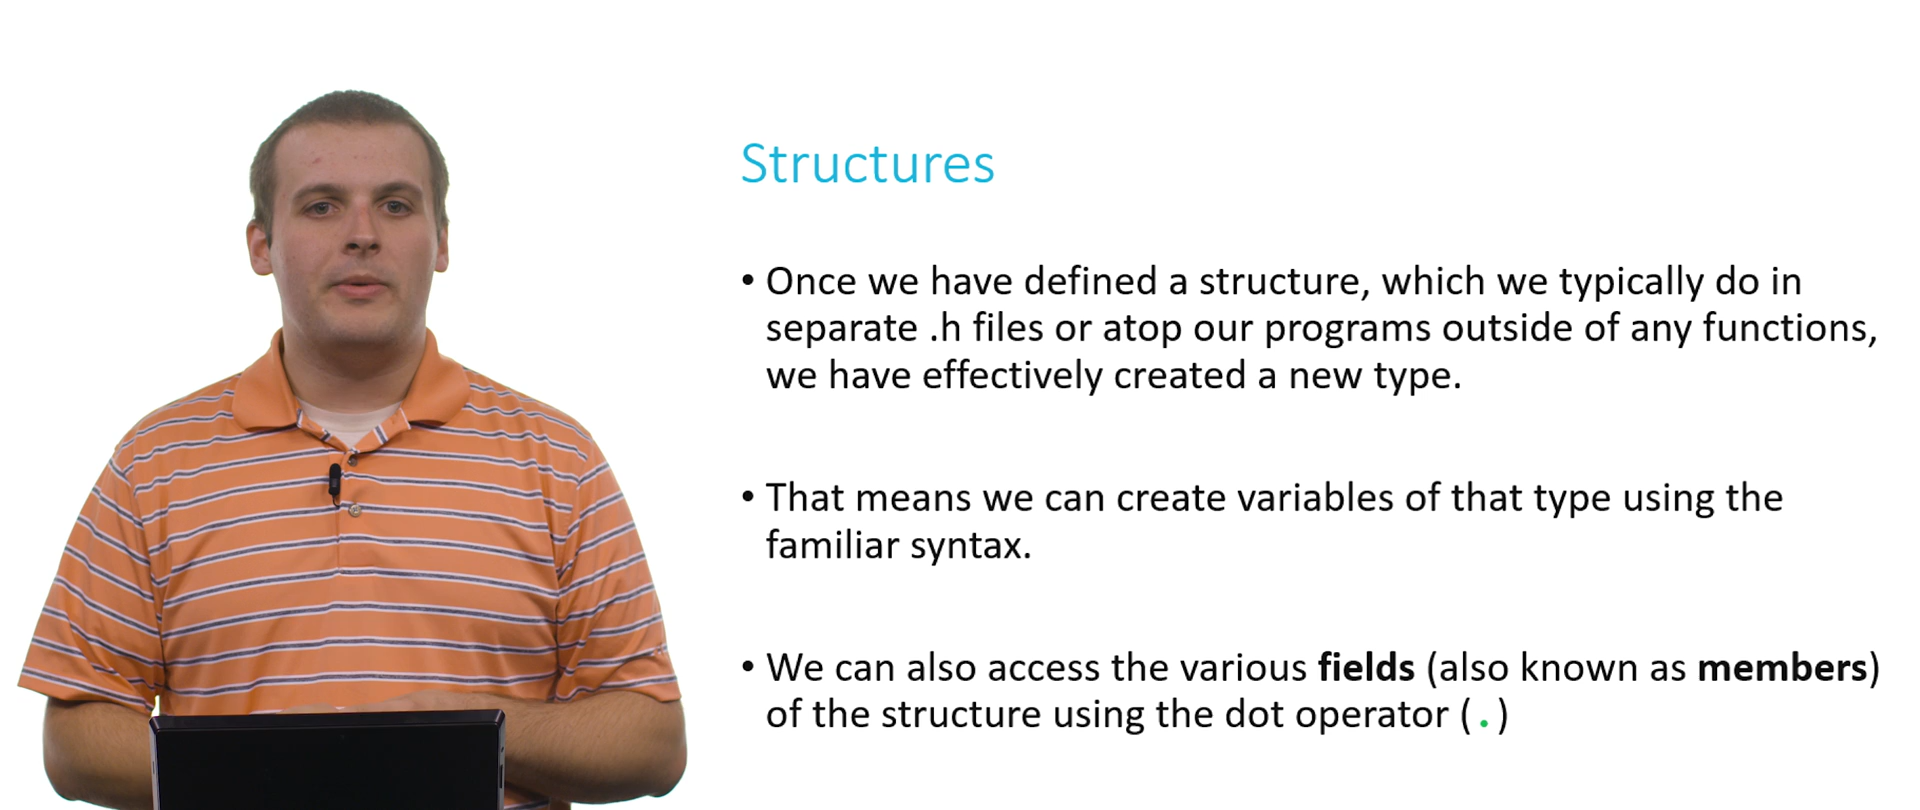 Structures
• Once we have defined a structure, which we typically do in
separate .h files or atop our programs outside of any functions,
we have effectively created a new type.
• That means we can create variables of that type using the
familiar syntax.
• We can also access the various fields (also known as members)
of the structure using the dot operator (.)